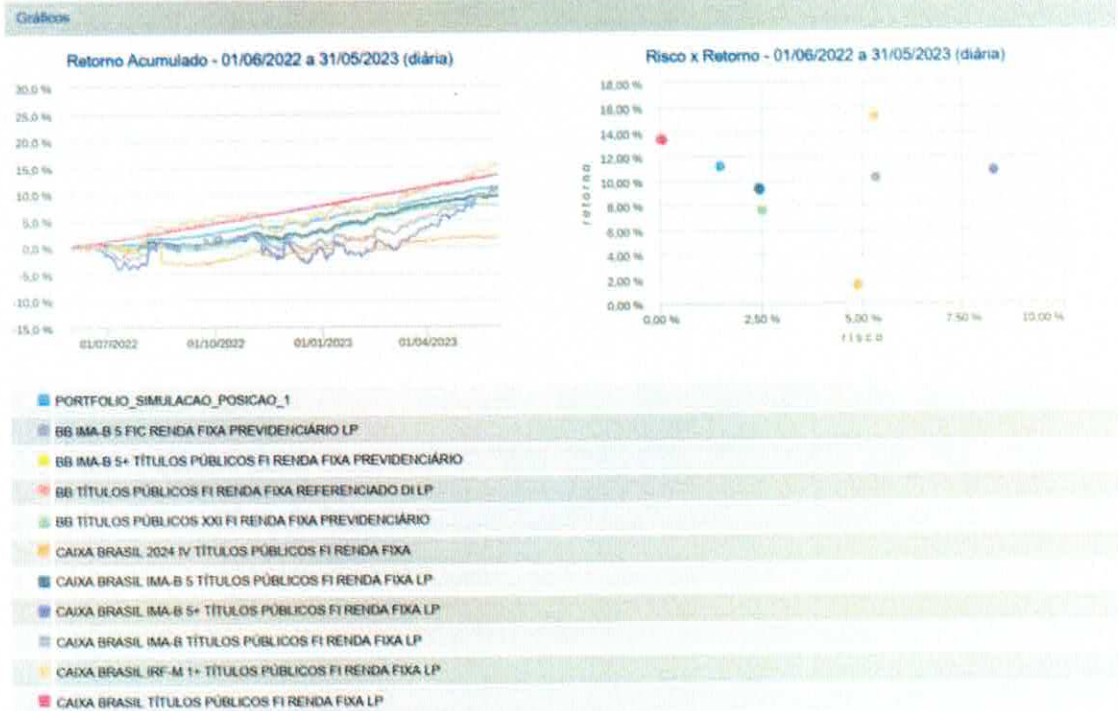 Gráficos
Retorno Acumulado - 01/06/2022 a 31/05/2023 (diária)
30,0 %
25,0 %
20,0 %
15,0 %
10,0 %
5,0 %
0,0 %
-5,0 %
-10,0 %
-15,0 %
01/07/2022 01/10/2022 01/01/2023 01/04/2023
Risco x Retorno - 01/06/2022 a 31/05/2023 (diária)
18,00 %
16,00 %
14,00 %
12,00 %
10,00 %
8,00 %
6,00 %
4,00 %
2,00 %
0,00 %
retorno
0,00 % 2,50 % 5,00 % 7,50 % 10,00 %
risco
PORTFOLIO_SIMULACAO_POSICAO_1
BB IMA-B 5 FIC RENDA FIXA PREVIDENCIÁRIO LP
BB IMA-B 5+ TÍTULOS PÚBLICOS FI RENDA FIXA PREVIDENCIÁRIO
BB TÍTULOS PÚBLICOS FI RENDA FIXA REFERENCIADO DI LP
BB TÍTULOS PÚBLICOS XXI FI RENDA FIXA PREVIDENCIÁRIO
CAIXA BRASIL 2024 IV TÍTULOS PÚBLICOS FI RENDA FIXA
CAIXA BRASIL IMA-B 5 TÍTULOS PÚBLICOS FI RENDA FIXA LP
CAIXA BRASIL IMA-B 5+ TÍTULOS PÚBLICOS FI RENDA FIXA LP
CAIXA BRASIL IMA-B TÍTULOS PÚBLICOS FI RENDA FIXA LP
CAIXA BRASIL IRF-M 1+ TÍTULOS PÚBLICOS FI RENDA FIXA LP
CAIXA BRASIL TÍTULOS PÚBLICOS FI RENDA FIXA LP